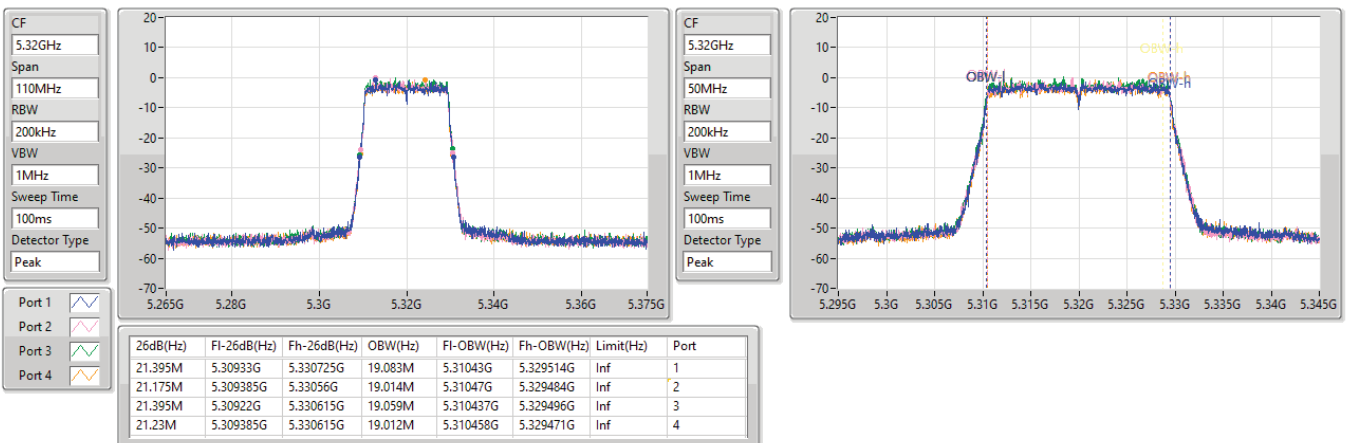 CF
5.32GHz
Span
110MHz
RBW
200kHz
VBW
1MHz
Sweep Time
100ms
Detector Type
Peak
20
10
0
-10
-20
-30
-40
-50
-60
-70
5.265G 5.28G 5.3G 5.32G 5.34G 5.36G 5.375G
CF
5.32GHz
Span
50MHz
RBW
200kHz
VBW
1MHz
Sweep Time
100ms
Detector Type
Peak
20
10
0
-10
-20
-30
-40
-50
-60
-70
OBW-l
OBW-h
OBW-h
OBW-h
5.295G 5.3G 5.305G 5.31G 5.315G 5.32G 5.325G 5.33G 5.335G 5.34G 5.345G
Port 1
Port 2
Port 3
Port 4
26dB(Hz) Fl-26dB(Hz) Fh-26dB(Hz) OBW(Hz) Fl-OBW(Hz) Fh-OBW(Hz) Limit(Hz) Port
21.395M 5.30933G 5.330725G 19.083M 5.31043G 5.329514G Inf 1
21.175M 5.309385G 5.33056G 19.014M 5.31047G 5.329484G Inf 2
21.395M 5.30922G 5.330615G 19.059M 5.310437G 5.329496G Inf 3
21.23M 5.309385G 5.330615G 19.012M 5.310458G 5.329471G Inf 4